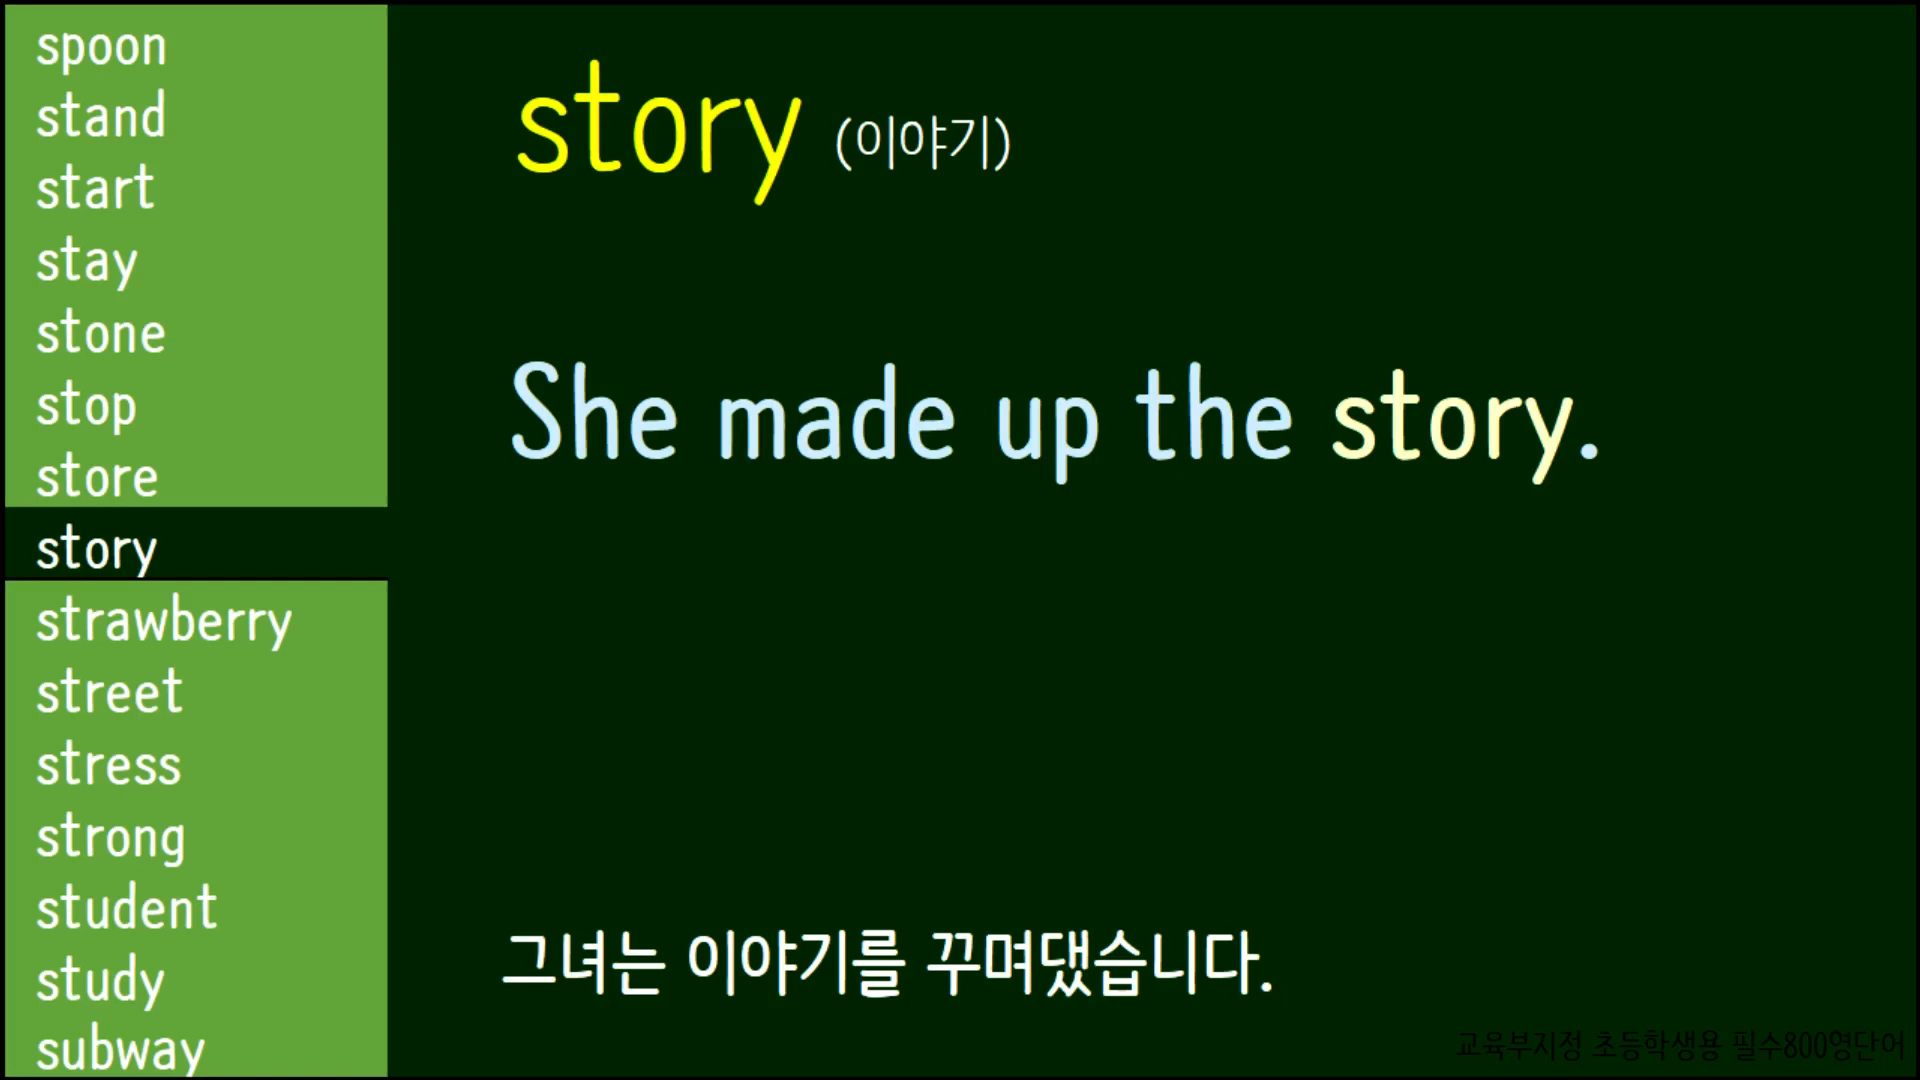 spoon
stand
start
stay
stone
stop
store
story
strawberry
street
stress
strong
student
study
subway
story (이야기)
She made up the story.
그녀는 이야기를 꾸며댔습니다.
교육부지정 초등학생용 필수800영단어